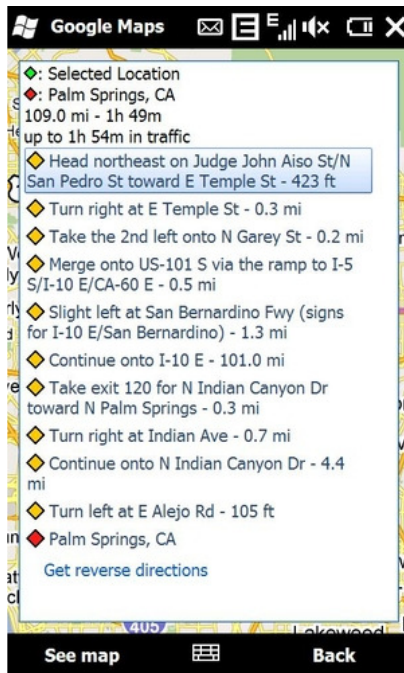 Google Maps
: Selected Location
: Palm Springs, CA
109.0 mi - 1h 49m
up to 1h 54m in traffic
Head northeast on Judge John Aiso St/N
San Pedro St toward E Temple St - 423 ft
Turn right at E Temple St - 0.3 mi
Take the 2nd left onto N Garey St - 0.2 mi
Merge onto US-101 S via the ramp to I-5
S/I-10 E/CA-60 E - 0.5 mi
Slight left at San Bernardino Fwy (signs
for I-10 E/San Bernardino) - 1.3 mi
Continue onto I-10 E - 101.0 mi
Take exit 120 for N Indian Canyon Dr
toward N Palm Springs - 0.3 mi
Turn right at Indian Ave - 0.7 mi
Continue onto N Indian Canyon Dr - 4.4
mi
Turn left at E Alejo Rd - 105 ft
Palm Springs, CA
Get reverse directions
405
Lakewood
See map
Back